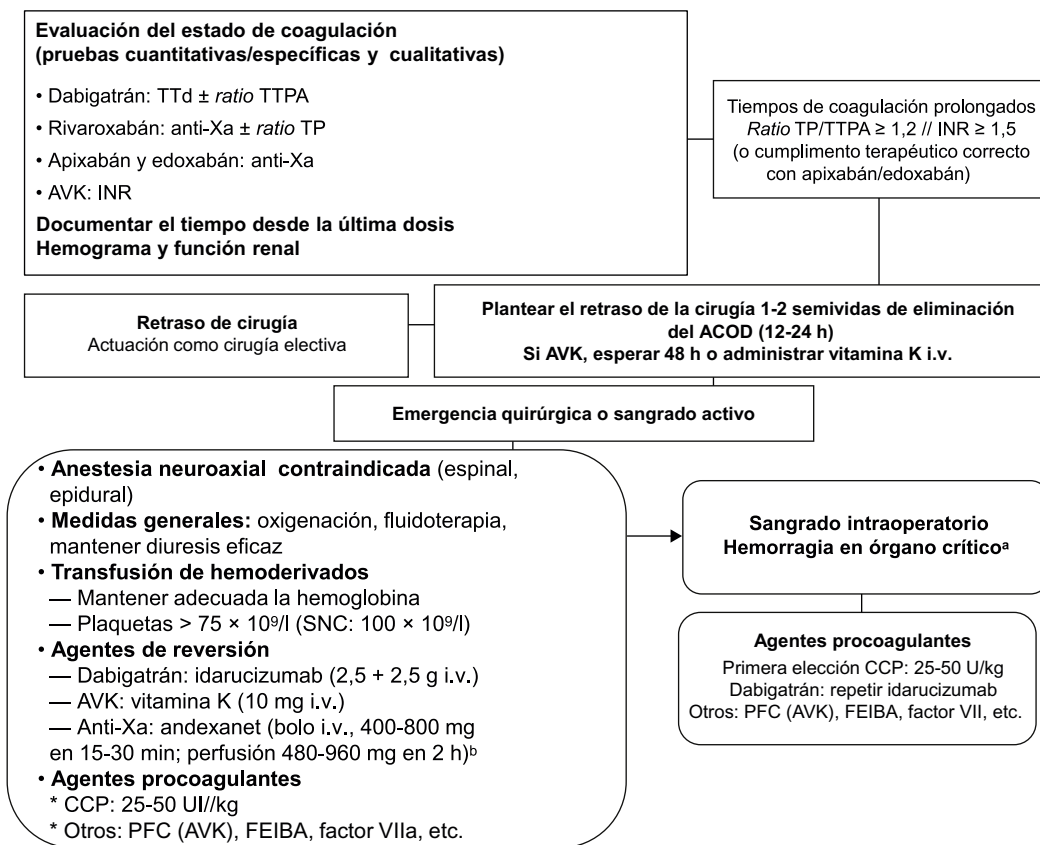 Evaluación del estado de coagulación
(pruebas cuantitativas/específicas y cualitativas)
• Dabigatrán: TTd ± ratio TTPA
• Rivaroxabán: anti-Xa ± ratio TP
• Apixabán y edoxabán: anti-Xa
• AVK: INR
Documentar el tiempo desde la última dosis
Hemograma y función renal
Tiempos de coagulación prolongados
Ratio TP/TTPA ≥ 1,2 // INR ≥ 1,5
(o cumplimento terapéutico correcto
con apixabán/edoxabán)
Plantear el retraso de la cirugía 1-2 semividas de eliminación
del ACOD (12-24 h)
Si AVK, esperar 48 h o administrar vitamina K i.v.
Retraso de cirugía
Actuación como cirugía electiva
Emergencia quirúrgica o sangrado activo
• Anestesia neuroaxial contraindicada (espinal,
epidural)
• Medidas generales: oxigenación, fluidoterapia,
mantener diuresis eficaz
• Transfusión de hemoderivados
— Mantener adecuada la hemoglobina
— Plaquetas > 75 × 10⁹/l (SNC: 100 × 10⁹/l)
• Agentes de reversión
— Dabigatrán: idarucizumab (2,5 + 2,5 g i.v.)
— AVK: vitamina K (10 mg i.v.)
— Anti-Xa: andexanet (bolo i.v., 400-800 mg
en 15-30 min; perfusión 480-960 mg en 2 h)ᵇ
• Agentes procoagulantes
* CCP: 25-50 UI//kg
* Otros: PFC (AVK), FEIBA, factor VIIa, etc.
Sangrado intraoperatorio
Hemorragia en órgano críticoᵃ
Agentes procoagulantes
Primera elección CCP: 25-50 U/kg
Dabigatrán: repetir idarucizumab
Otros: PFC (AVK), FEIBA, factor VII, etc.